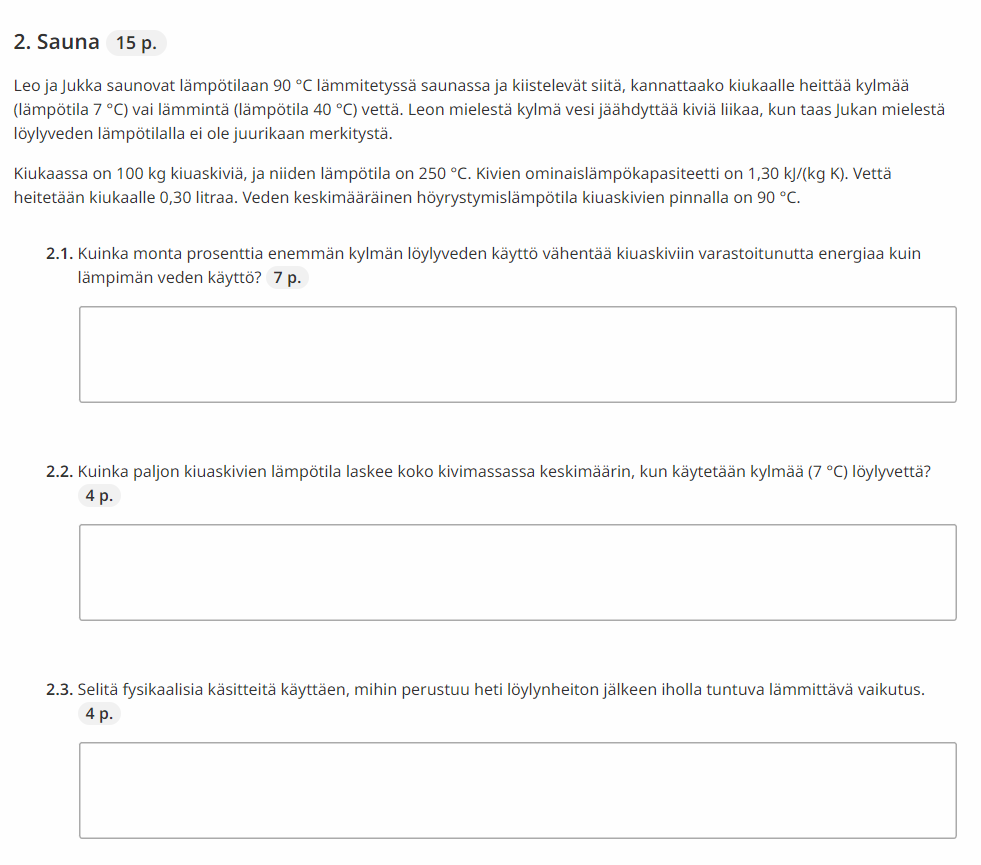 2. Sauna 15 p.
Leo ja Jukka saunovat lämpötilaan 90 °C lämmitetyssä saunassa ja kiistelevät siitä, kannattaako kiukaalle heittää kylmää
(lämpötila 7 °C) vai lämmintä (lämpötila 40 °C) vettä. Leon mielestä kylmä vesi jäähdyttää kiviä liikaa, kun taas Jukan mielestä
löylyveden lämpötilalla ei ole juurikaan merkitystä.
Kiukaassa on 100 kg kiuaskiviä, ja niiden lämpötila on 250 °C. Kivien ominaislämpökapasiteetti on 1,30 kJ/(kg K). Vettä
heitetään kiukaalle 0,30 litraa. Veden keskimääräinen höyrystymislämpötila kiuaskivien pinnalla on 90 °C.
2.1. Kuinka monta prosenttia enemmän kylmän löylyveden käyttö vähentää kiuaskiviin varastoitunutta energiaa kuin
lämpimän veden käyttö? 7 p.
2.2. Kuinka paljon kiuaskivien lämpötila laskee koko kivimassassa keskimäärin, kun käytetään kylmää (7 °C) löylyvettä?
4 p.
2.3. Selitä fysikaalisia käsitteitä käyttäen, mihin perustuu heti löylynheiton jälkeen iholla tuntuva lämmittävä vaikutus.
4 p.